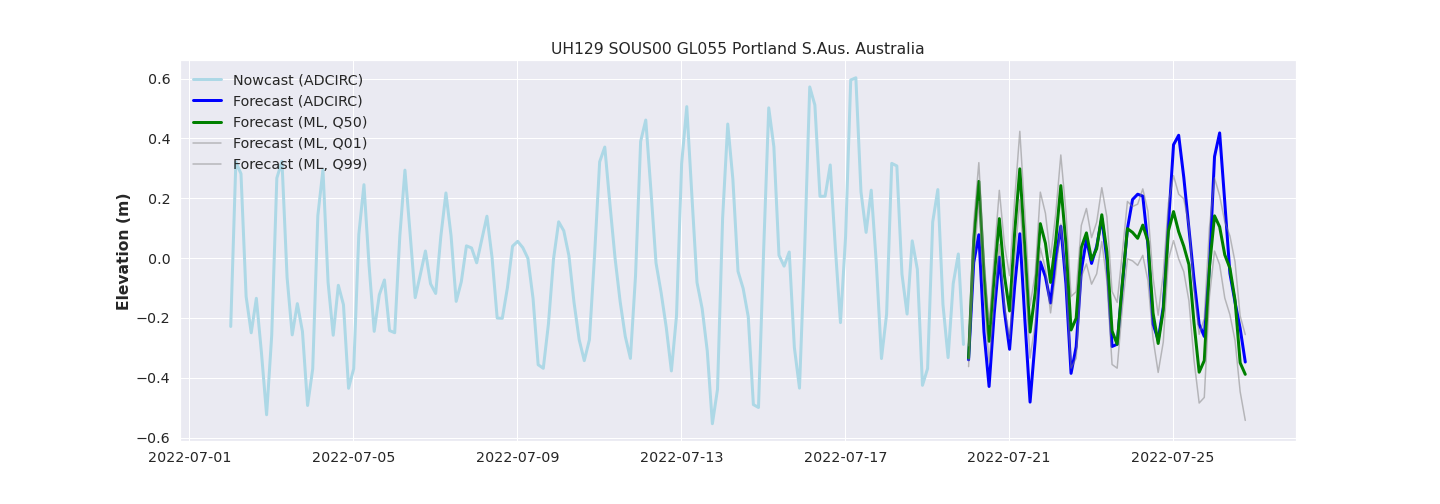 UH129 SOUS00 GL055 Portland S.Aus. Australia
Nowcast (ADCIRC)
Forecast (ADCIRC)
Forecast (ML, Q50)
Forecast (ML, Q01)
Forecast (ML, Q99)
Elevation (m)
0.6
0.4
0.2
0.0
−0.2
−0.4
−0.6
2022-07-01 2022-07-05 2022-07-09 2022-07-13 2022-07-17 2022-07-21 2022-07-25